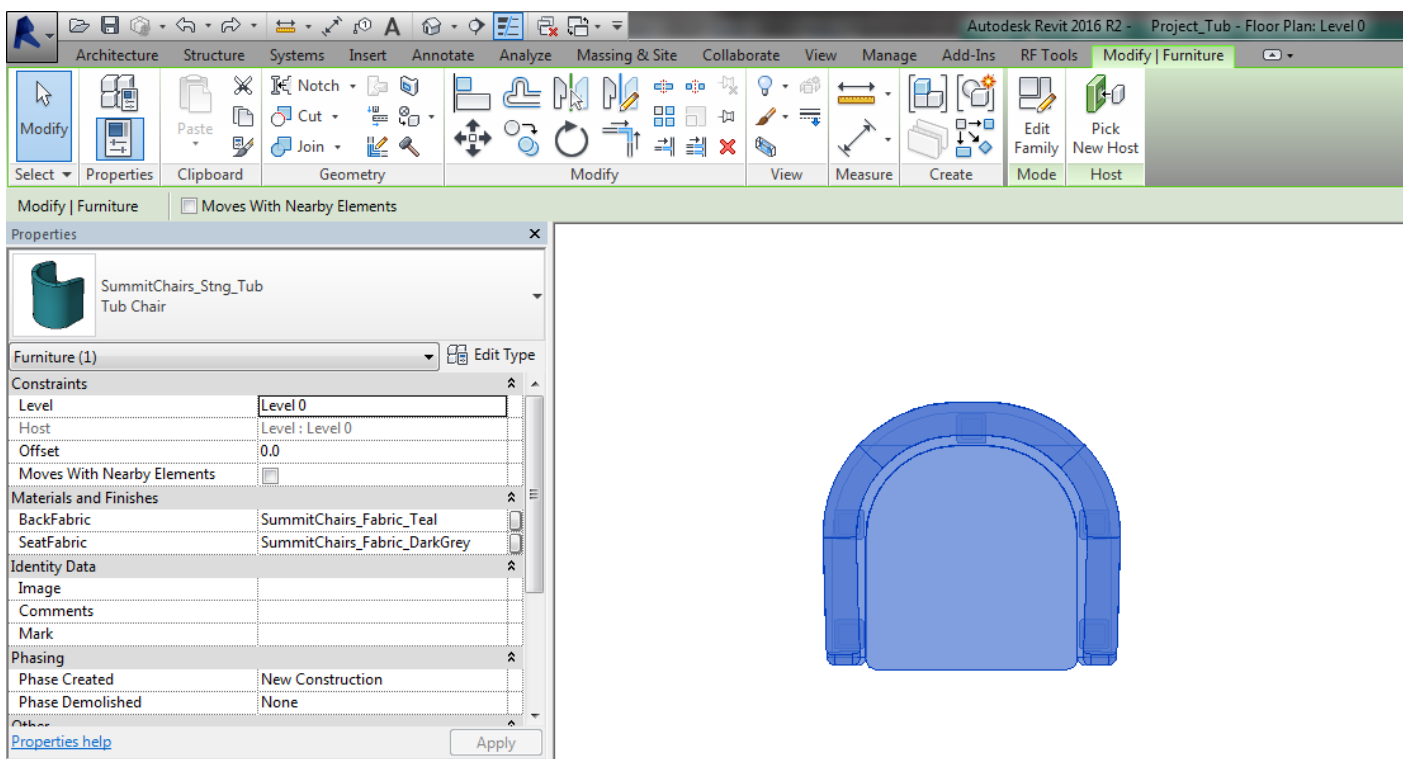 Autodesk Revit 2016 R2 - Project_Tub - Floor Plan: Level 0
Architecture Structure Systems Insert Annotate Analyze Massing & Site Collaborate View Manage Add-Ins RF Tools Modify | Furniture
Modify
Paste
Notch
Cut
Join
Edit Family
Pick New Host
Select Properties Clipboard Geometry Modify View Measure Create Mode Host
Modify | Furniture Moves With Nearby Elements
Properties
SummitChairs_Stng_Tub
Tub Chair
Furniture (1) Edit Type
Constraints
Level Level 0
Host Level : Level 0
Offset 0.0
Moves With Nearby Elements
Materials and Finishes
BackFabric SummitChairs_Fabric_Teal
SeatFabric SummitChairs_Fabric_DarkGrey
Identity Data
Image
Comments
Mark
Phasing
Phase Created New Construction
Phase Demolished None
Other
Properties help Apply